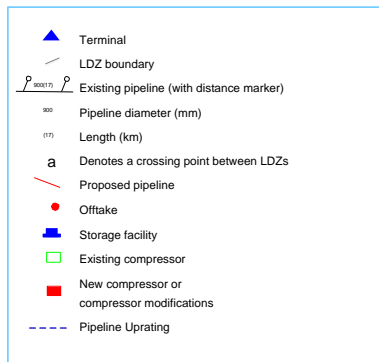 Terminal
LDZ boundary
900(17) Existing pipeline (with distance marker)
900 Pipeline diameter (mm)
(17) Length (km)
a Denotes a crossing point between LDZs
Proposed pipeline
Offtake
Storage facility
Existing compressor
New compressor or
compressor modifications
Pipeline Uprating